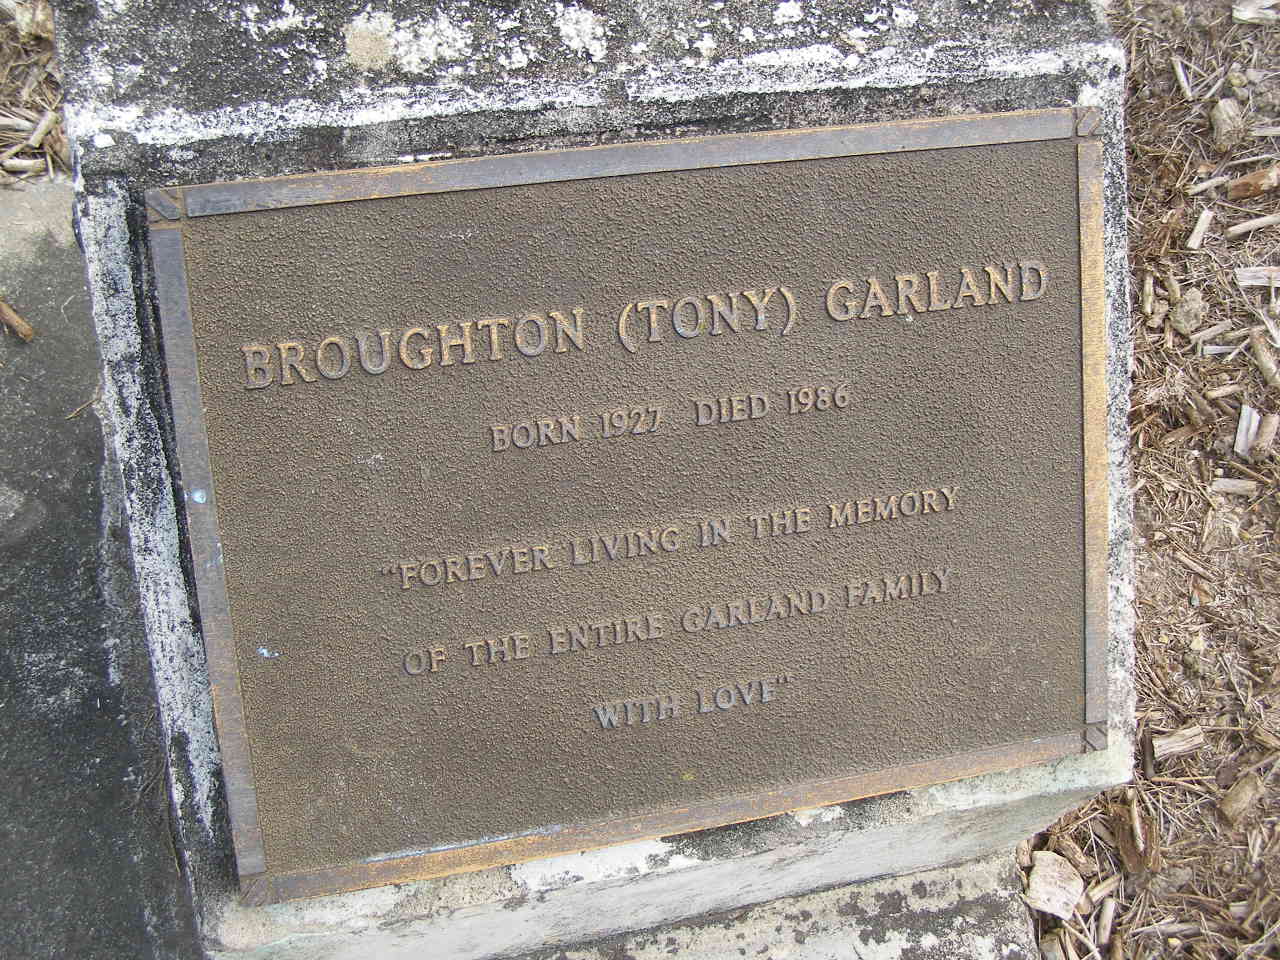 BROUGHTON (TONY) GARLAND
BORN 1927 DIED 1986
"FOREVER LIVING IN THE MEMORY
OF THE ENTIRE GARLAND FAMILY
WITH LOVE"